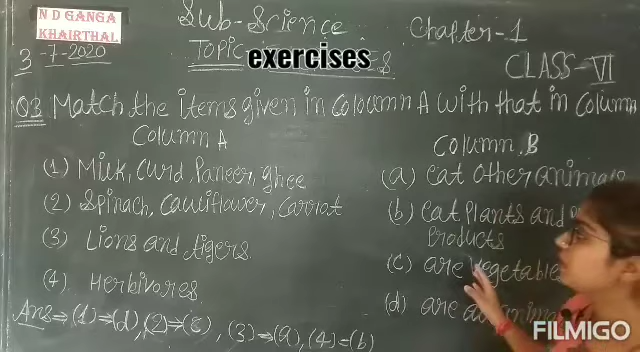 N D GANGA
KHAIRTHAL
Sub-Science
Chapter-1
3 -7-2020
TOPIC
exercises
CLASS-VI
Q3 Match the items given in Coloumn A with that in Column
Column A
Column B
(1) Milk, Curd, Paneer, ghee
(a) eat other animals
(2) Spinach, Cauliflower, Carrot
(b) eat Plants and
Products
(3) Lions and tigers
(c) are vegetable
(4) Herbivores
(d) are
Ans⇒ (1)⇒(d), (2)⇒(c), (3)⇒(a), (4)=(b)
FILMIGO